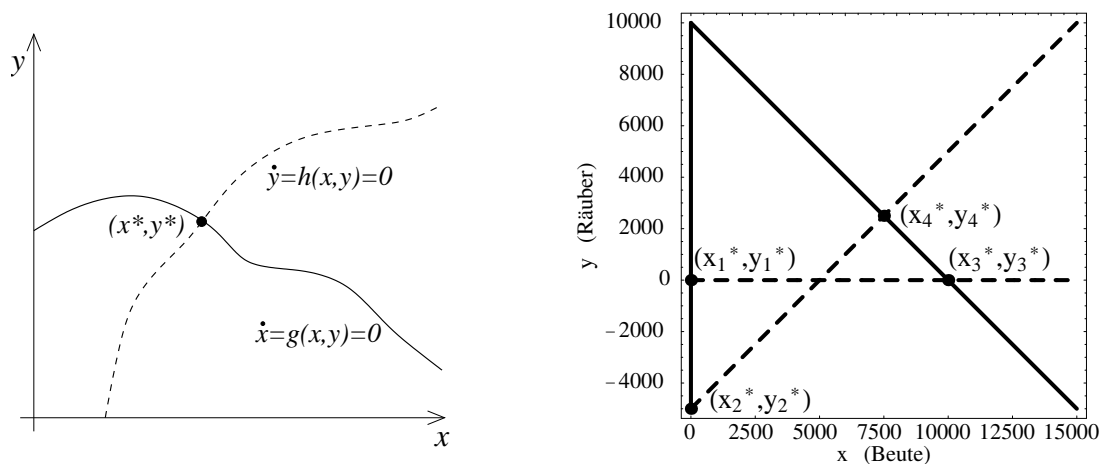 y
ẏ=h(x,y)=0
(x*,y*)
ẋ=g(x,y)=0
x
10000
8000
6000
4000
2000
0
−2000
−4000
y (Räuber)
(x₄*,y₄*)
(x₁*,y₁*)
(x₃*,y₃*)
(x₂*,y₂*)
0 2500 5000 7500 10000 12500 15000
x (Beute)